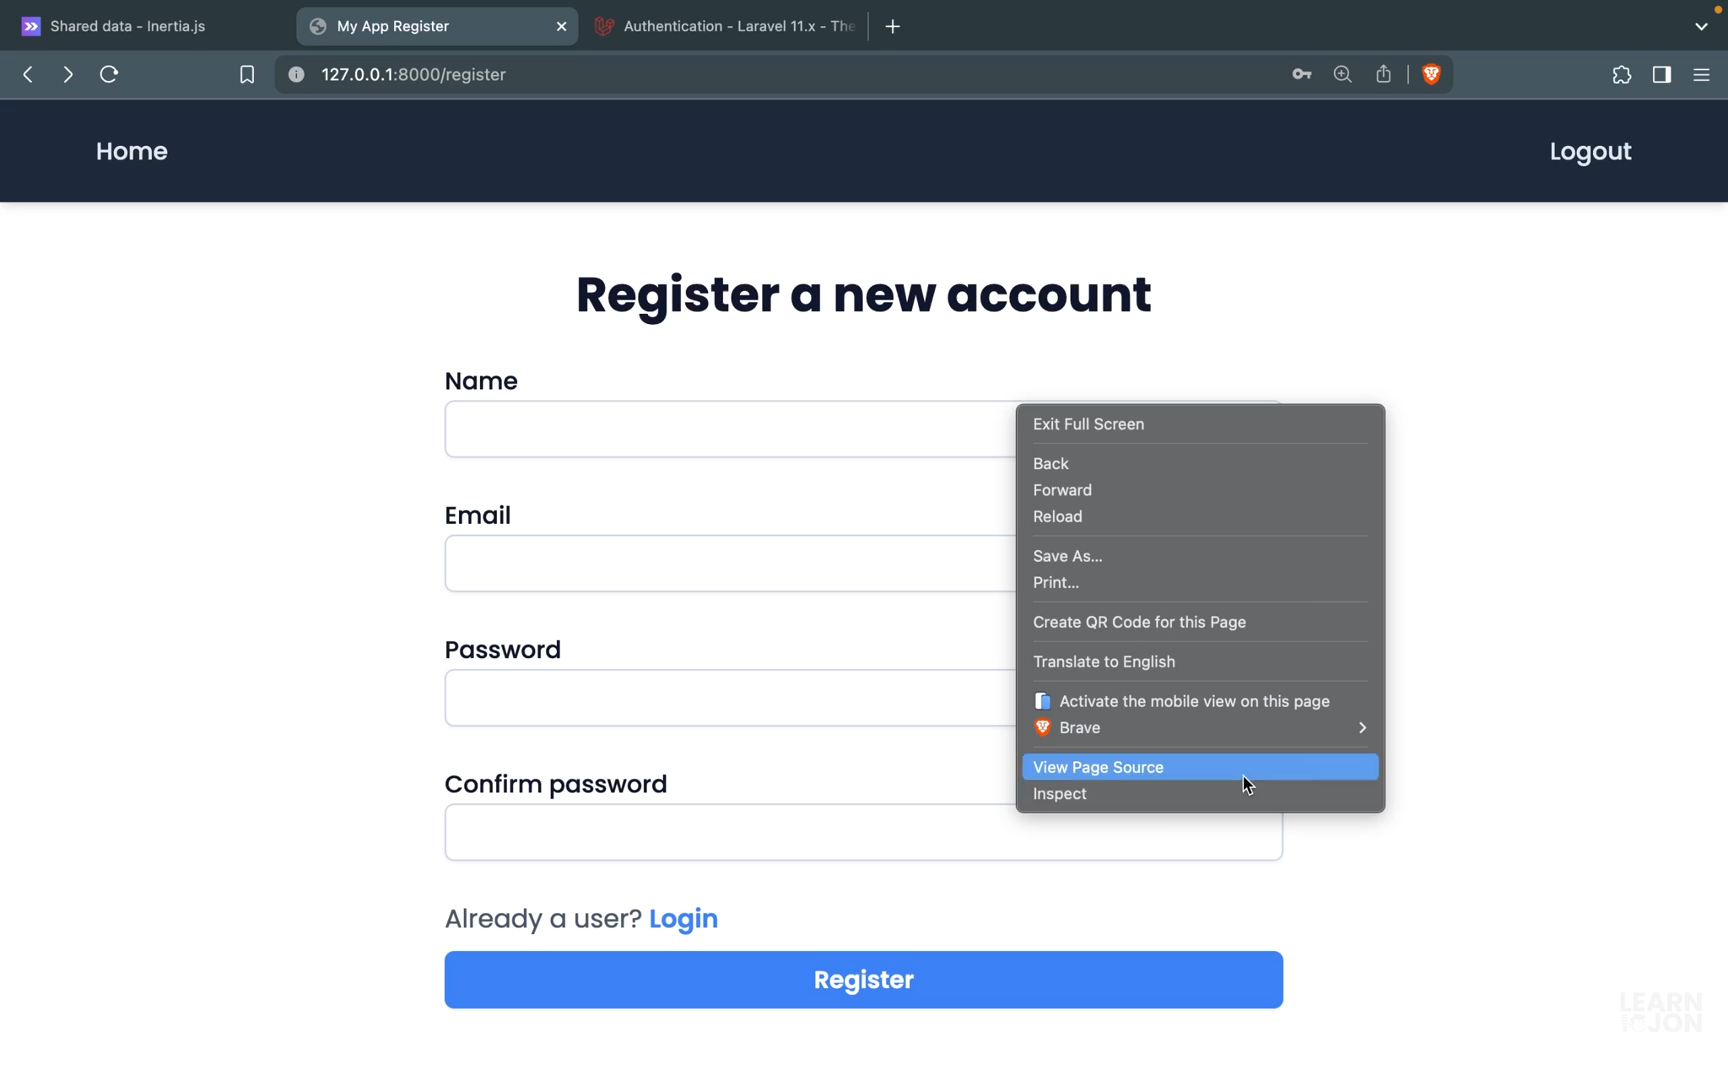 Shared data - Inertia.js
My App Register
Authentication - Laravel 11.x - The
127.0.0.1:8000/register
Home
Logout
Register a new account
Name
Email
Password
Confirm password
Already a user? Login
Register
Exit Full Screen
Back
Forward
Reload
Save As...
Print...
Create QR Code for this Page
Translate to English
Activate the mobile view on this page
Brave
View Page Source
Inspect
LEARN
JON